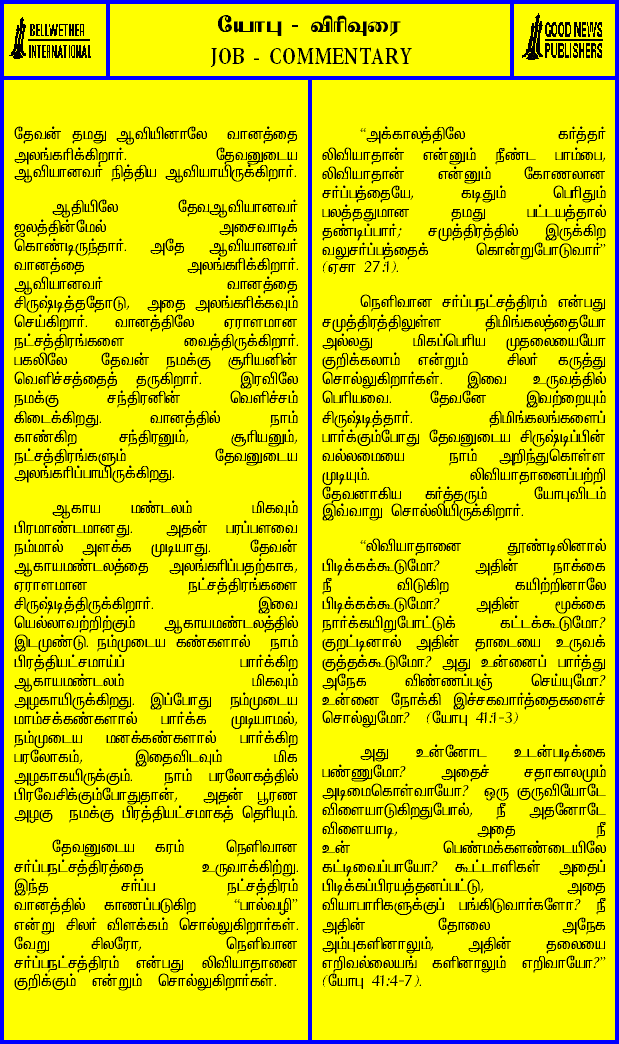 BELLWETHER
INTERNATIONAL
யோபு - விரிவுரை
JOB - COMMENTARY
GOOD NEWS
PUBLISHERS
தேவன் தமது ஆவியினாலே வானத்தை
அலங்கரிக்கிறார். தேவனுடைய
ஆவியானவர் நித்திய ஆவியாயிருக்கிறார்.
ஆதியிலே தேவஆவியானவர்
ஜலத்தின்மேல் அசைவாடிக்
கொண்டிருந்தார். அதே ஆவியானவர்
வானத்தை அலங்கரிக்கிறார்.
ஆவியானவர் வானத்தை
சிருஷ்டித்ததோடு, அதை அலங்கரிக்கவும்
செய்கிறார். வானத்திலே ஏராளமான
நட்சத்திரங்களை வைத்திருக்கிறார்.
பகலிலே தேவன் நமக்கு சூரியனின்
வெளிச்சத்தைத் தருகிறார். இரவிலே
நமக்கு சந்திரனின் வெளிச்சம்
கிடைக்கிறது. வானத்தில் நாம்
காண்கிற சந்திரனும், சூரியனும்,
நட்சத்திரங்களும் தேவனுடைய
அலங்கரிப்பாயிருக்கிறது.
ஆகாய மண்டலம் மிகவும்
பிரமாண்டமானது. அதன் பரப்பளவை
நம்மால் அளக்க முடியாது. தேவன்
ஆகாயமண்டலத்தை அலங்கரிப்பதற்காக,
ஏராளமான நட்சத்திரங்களை
சிருஷ்டித்திருக்கிறார். இவை
யெல்லாவற்றிற்கும் ஆகாயமண்டலத்தில்
இடமுண்டு. நம்முடைய கண்களால் நாம்
பிரத்தியட்சமாய்ப் பார்க்கிற
ஆகாயமண்டலம் மிகவும்
அழகாயிருக்கிறது. இப்போது நம்முடைய
மாம்சக்கண்களால் பார்க்க முடியாமல்,
நம்முடைய மனக்கண்களால் பார்க்கிற
பரலோகம், இதைவிடவும் மிக
அழகாகயிருக்கும். நாம் பரலோகத்தில்
பிரவேசிக்கும்போதுதான், அதன் பூரண
அழகு நமக்கு பிரத்தியட்சமாகத் தெரியும்.
தேவனுடைய கரம் நெளிவான
சர்ப்பநட்சத்திரத்தை உருவாக்கிற்று.
இந்த சர்ப்ப நட்சத்திரம்
வானத்தில் காணப்படுகிற “பால்வழி”
என்று சிலர் விளக்கம் சொல்லுகிறார்கள்.
வேறு சிலரோ, நெளிவான
சர்ப்பநட்சத்திரம் என்பது லிவியாதானை
குறிக்கும் என்றும் சொல்லுகிறார்கள்.
“அக்காலத்திலே கர்த்தர்
லிவியாதான் என்னும் நீண்ட பாம்பை,
லிவியாதான் என்னும் கோணலான
சர்ப்பத்தையே, கடிதும் பெரிதும்
பலத்ததுமான தமது பட்டயத்தால்
தண்டிப்பார்; சமுத்திரத்தில் இருக்கிற
வலுசர்ப்பத்தைக் கொன்றுபோடுவார்”
(ஏசா 27:1).
நெளிவான சர்ப்பநட்சத்திரம் என்பது
சமுத்திரத்திலுள்ள திமிங்கலத்தையோ
அல்லது மிகப்பெரிய முதலையையோ
குறிக்கலாம் என்றும் சிலர் கருத்து
சொல்லுகிறார்கள். இவை உருவத்தில்
பெரியவை. தேவனே இவற்றையும்
சிருஷ்டித்தார். திமிங்கலங்களைப்
பார்க்கும்போது தேவனுடைய சிருஷ்டிப்பின்
வல்லமையை நாம் அறிந்துகொள்ள
முடியும். லிவியாதானைப்பற்றி
தேவனாகிய கர்த்தரும் யோபுவிடம்
இவ்வாறு சொல்லியிருக்கிறார்.
“லிவியாதானை தூண்டிலினால்
பிடிக்கக்கூடுமோ? அதின் நாக்கை
நீ விடுகிற கயிற்றினாலே
பிடிக்கக்கூடுமோ? அதின் மூக்கை
நார்க்கயிறுபோட்டுக் கட்டக்கூடுமோ?
குறட்டினால் அதின் தாடையை உருவக்
குத்தக்கூடுமோ? அது உன்னைப் பார்த்து
அநேக விண்ணப்பஞ் செய்யுமோ?
உன்னை நோக்கி இச்சகவார்த்தைகளைச்
சொல்லுமோ? (யோபு 41:1-3)
அது உன்னோட உடன்படிக்கை
பண்ணுமோ? அதைச் சதாகாலமும்
அடிமைகொள்வாயோ? ஒரு குருவியோடே
விளையாடுகிறதுபோல், நீ அதனோடே
விளையாடி, அதை நீ
உன் பெண்மக்களண்டையிலே
கட்டிவைப்பாயோ? கூட்டாளிகள் அதைப்
பிடிக்கப்பிரயத்தனப்பட்டு, அதை
வியாபாரிகளுக்குப் பங்கிடுவார்களோ? நீ
அதின் தோலை அநேக
அம்புகளினாலும், அதின் தலையை
எறிவல்லையங் களினாலும் எறிவாயோ?”
(யோபு 41:4-7).